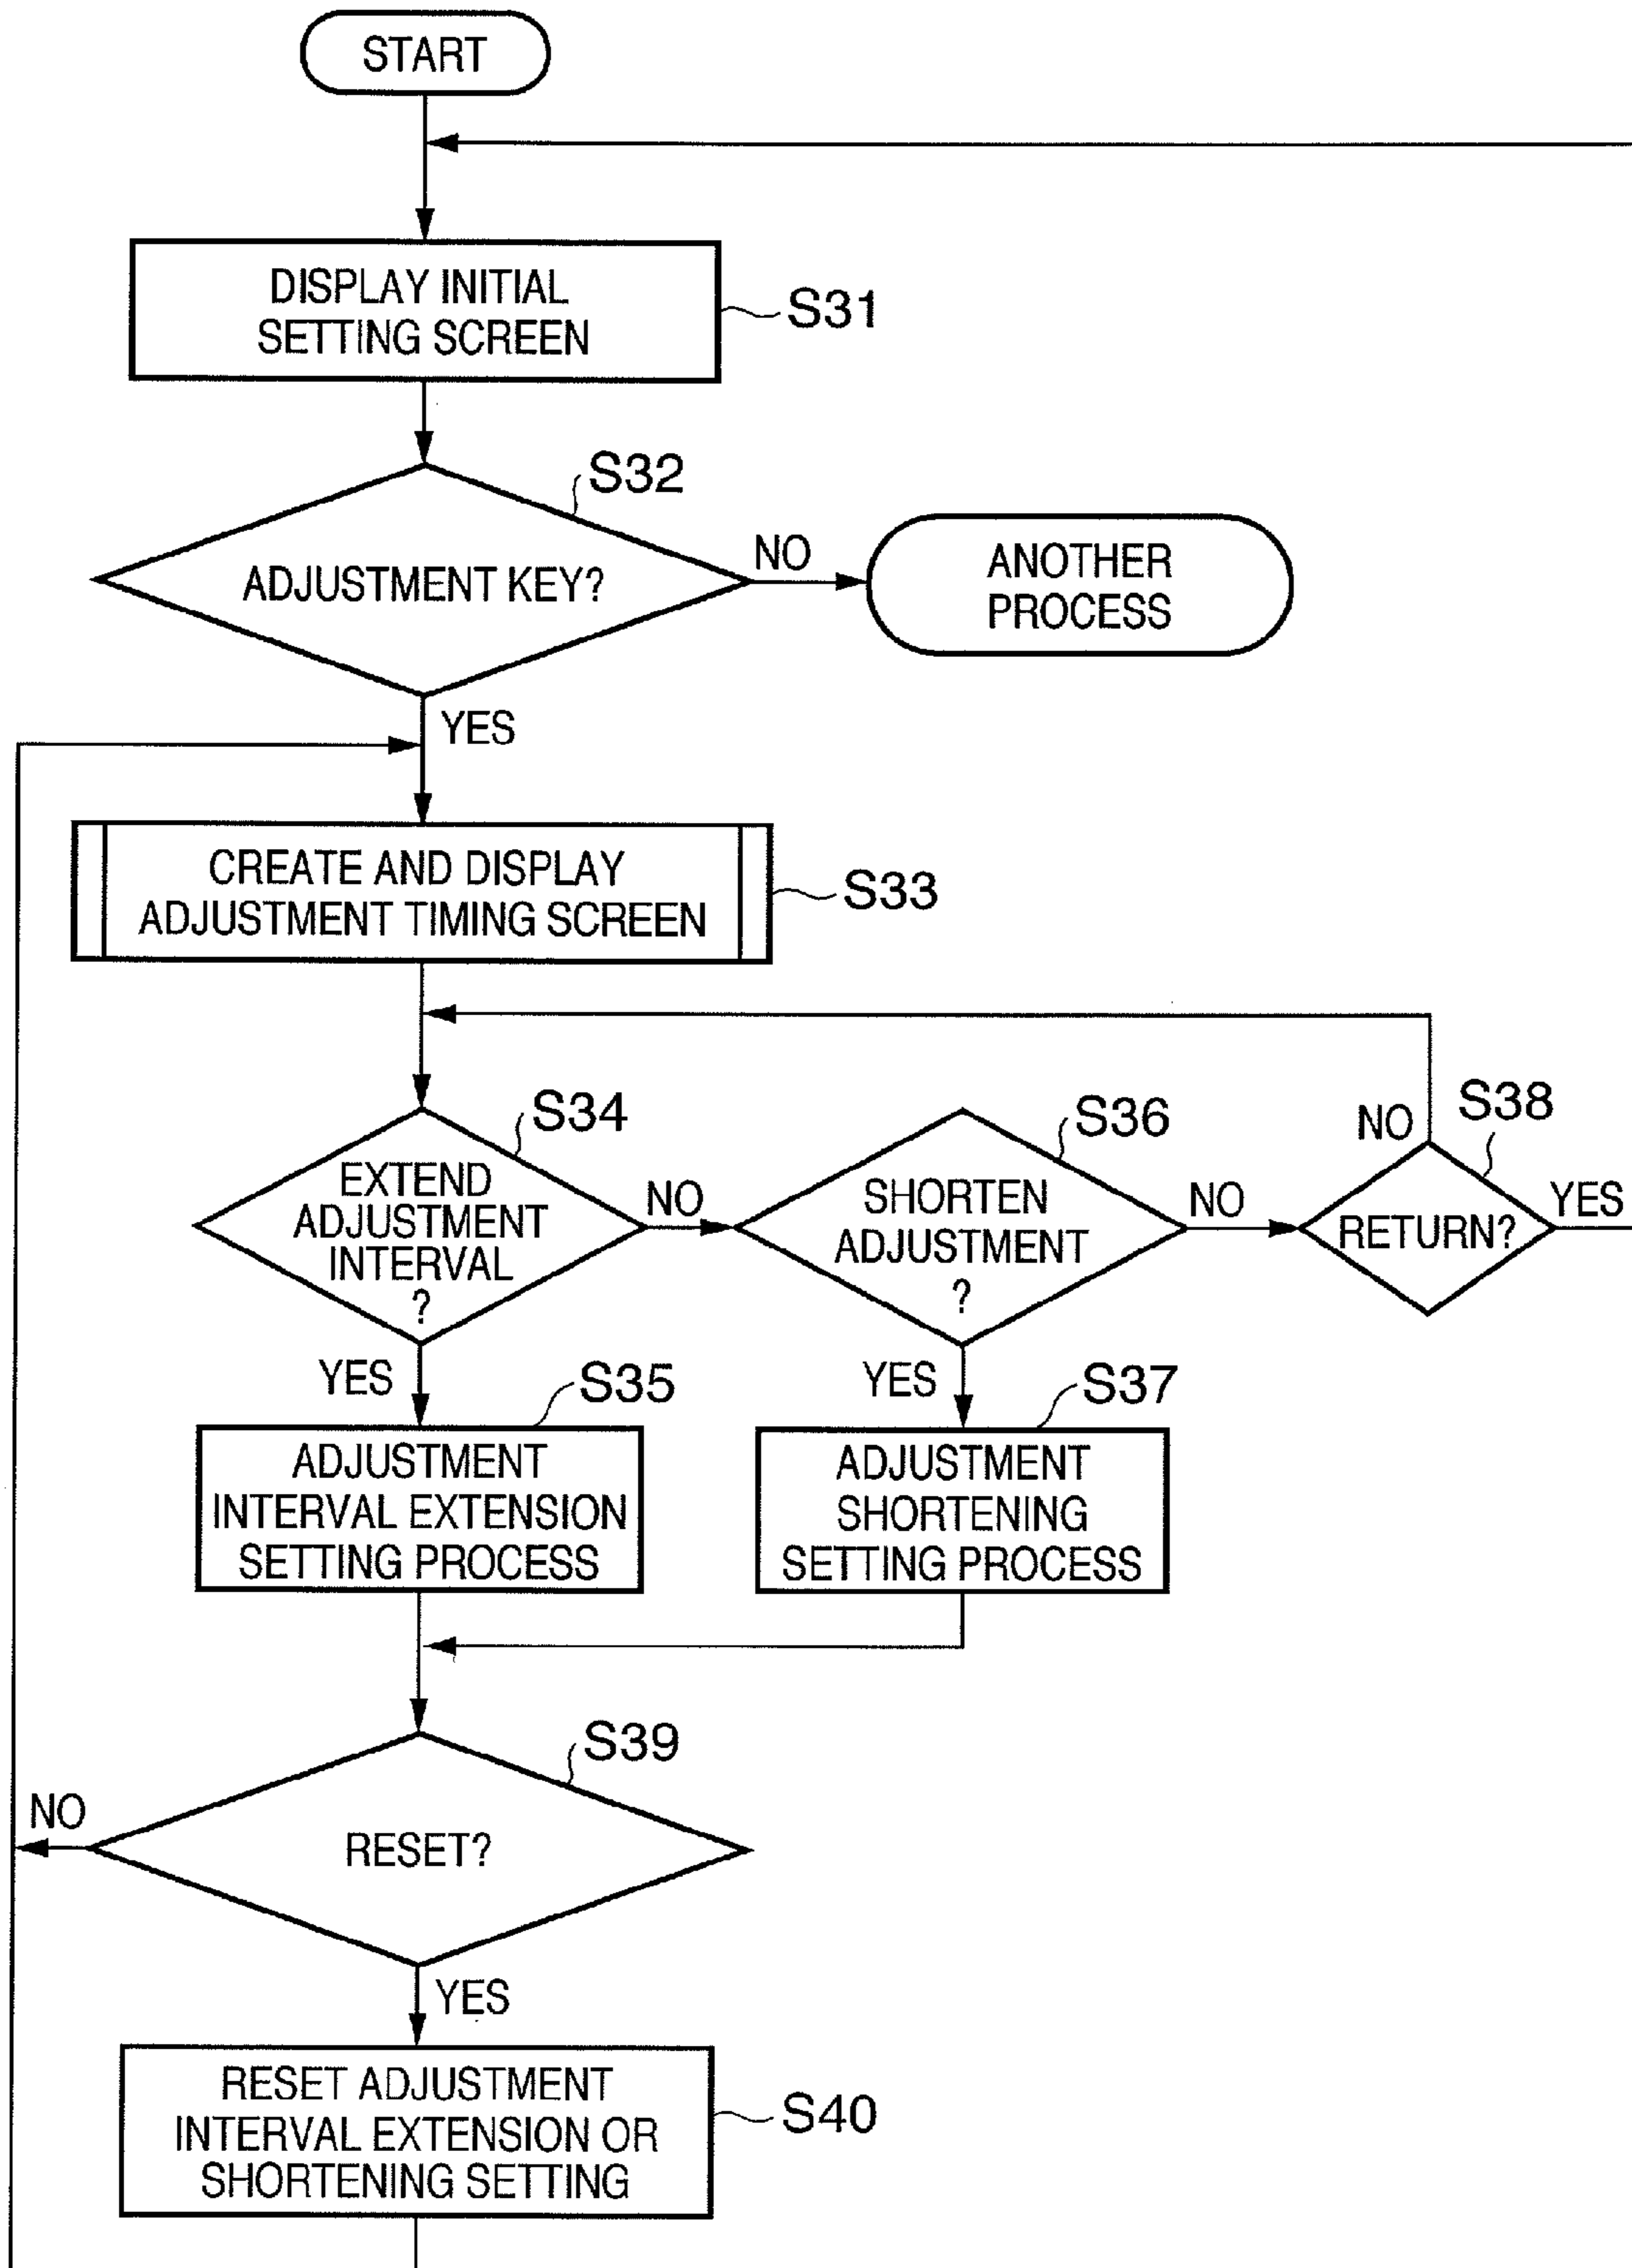 START
DISPLAY INITIAL
SETTING SCREEN
S31
S32
ADJUSTMENT KEY?
NO
ANOTHER
PROCESS
YES
CREATE AND DISPLAY
ADJUSTMENT TIMING SCREEN
S33
S34
EXTEND
ADJUSTMENT
INTERVAL
?
NO
S36
SHORTEN
ADJUSTMENT
?
NO
S38
NO
RETURN?
YES
YES
S35
ADJUSTMENT
INTERVAL EXTENSION
SETTING PROCESS
YES
S37
ADJUSTMENT
SHORTENING
SETTING PROCESS
S39
NO
RESET?
YES
RESET ADJUSTMENT
INTERVAL EXTENSION OR
SHORTENING SETTING
S40